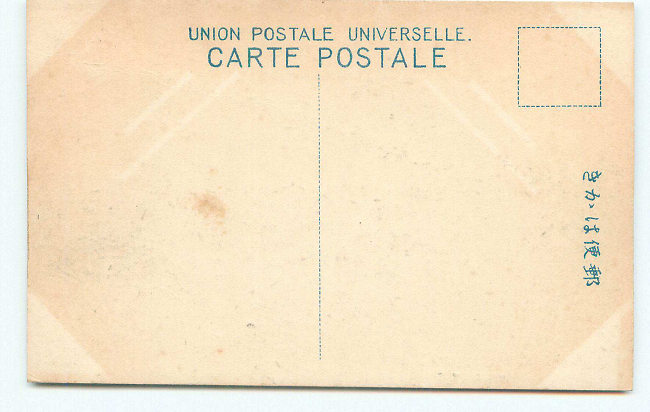 UNION POSTALE UNIVERSELLE.
CARTE POSTALE
きかは便郵